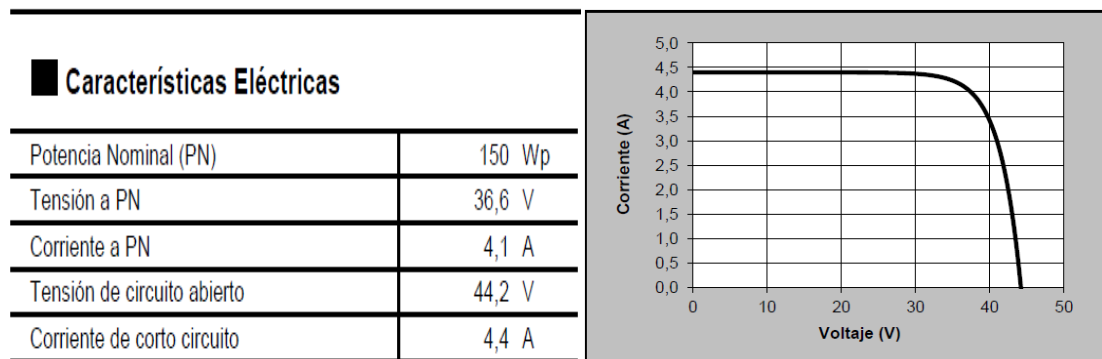 Características Eléctricas
Potencia Nominal (PN) 150 Wp
Tensión a PN 36,6 V
Corriente a PN 4,1 A
Tensión de circuito abierto 44,2 V
Corriente de corto circuito 4,4 A
Corriente (A)
5,0
4,5
4,0
3,5
3,0
2,5
2,0
1,5
1,0
0,5
0,0
0 10 20 30 40 50
Voltaje (V)